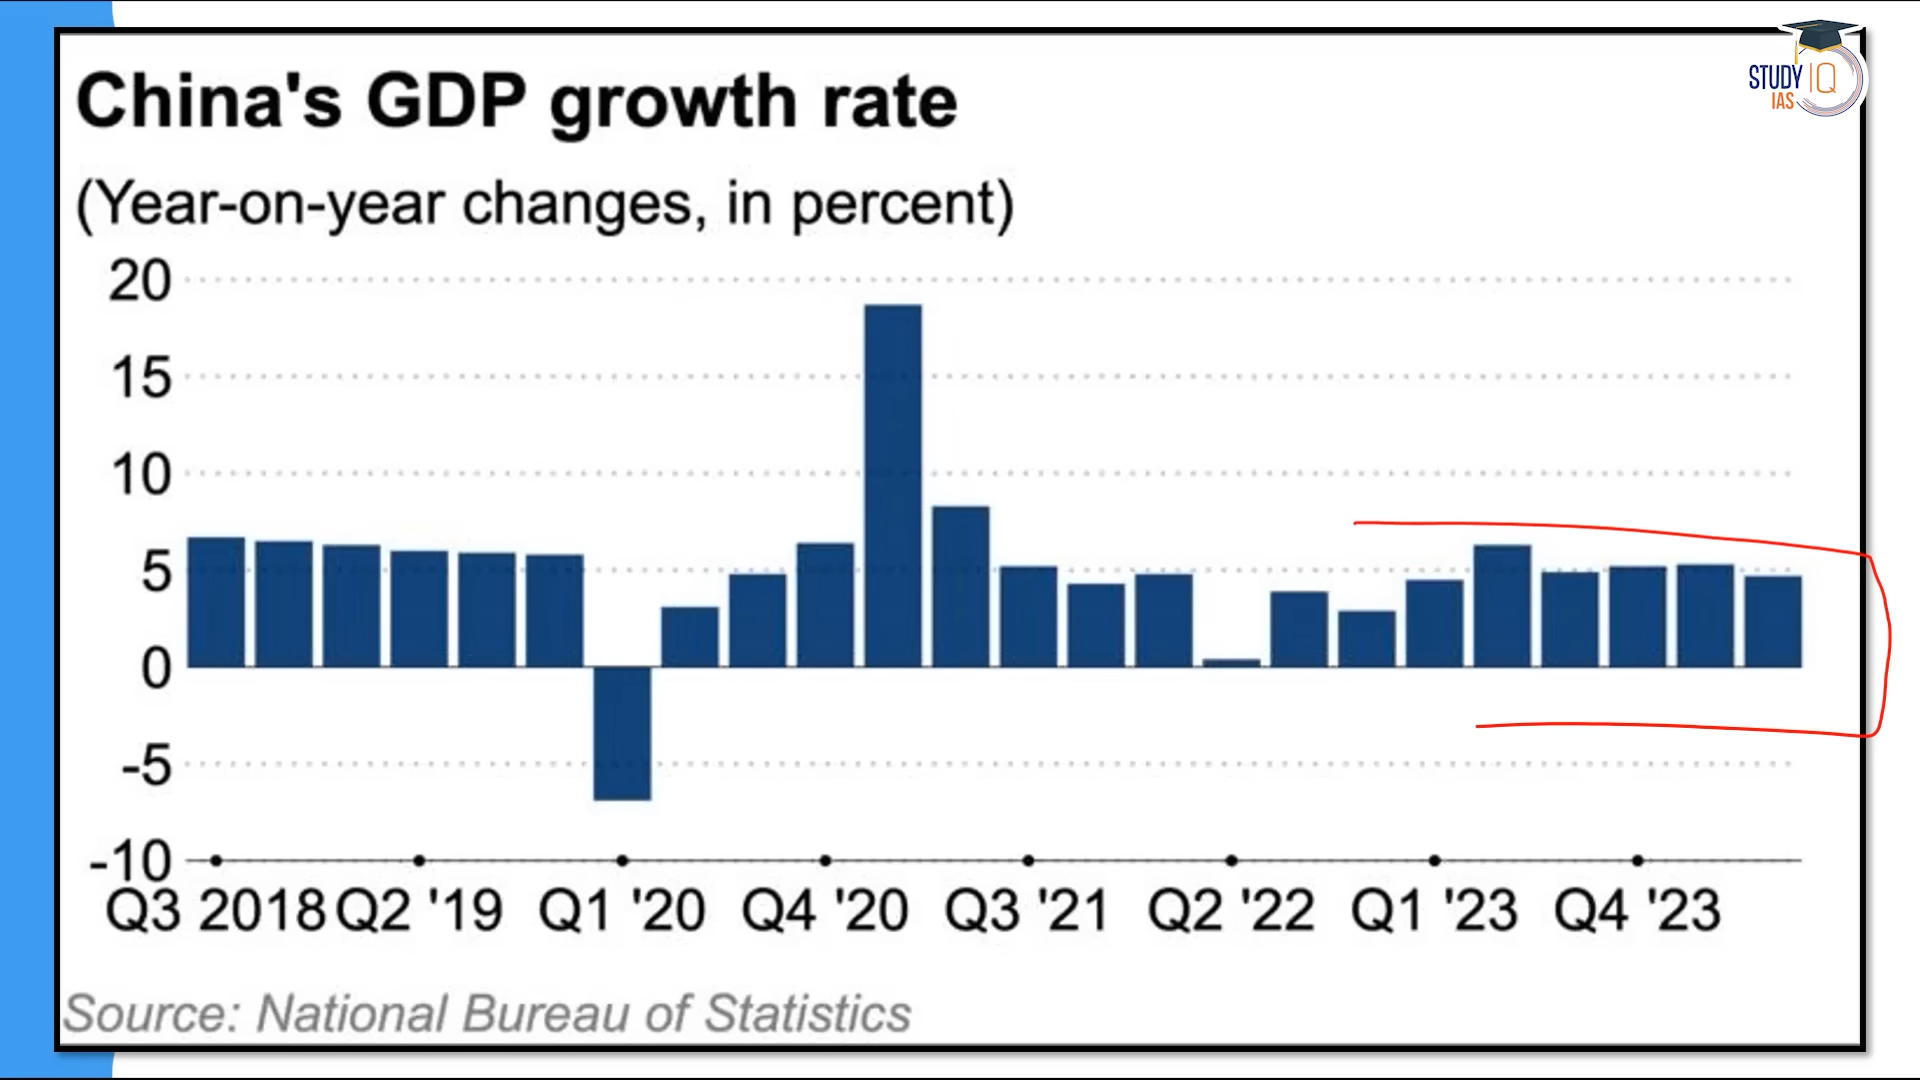 STUDY IQ
IAS
China's GDP growth rate
(Year-on-year changes, in percent)
20
15
10
5
0
-5
-10
Q3 2018 Q2 '19 Q1 '20 Q4 '20 Q3 '21 Q2 '22 Q1 '23 Q4 '23
Source: National Bureau of Statistics